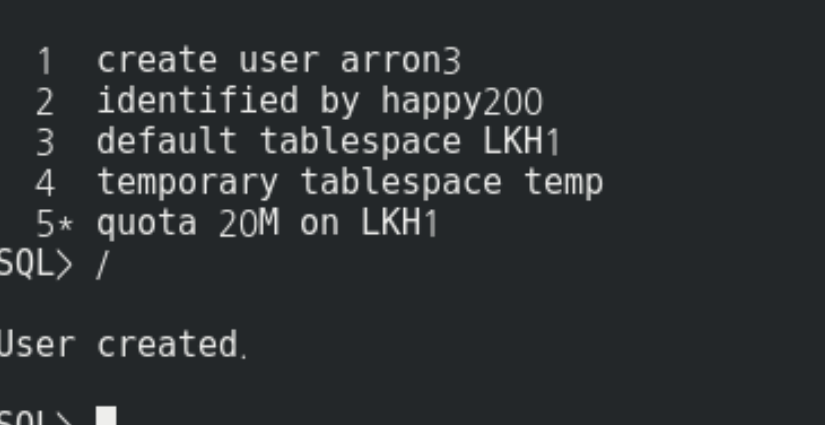 1 create user arron3
2 identified by happy200
3 default tablespace LKH1
4 temporary tablespace temp
5* quota 20M on LKH1
SQL> /
User created.
SQL>